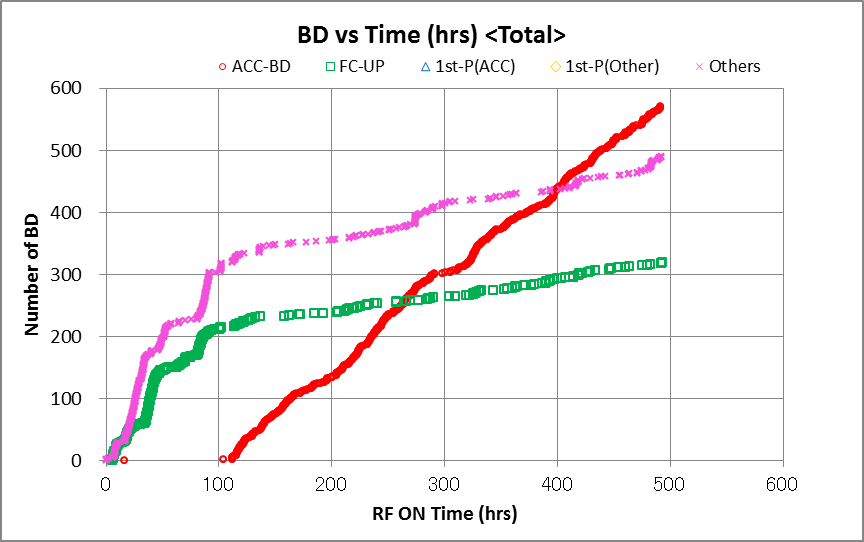 BD vs Time (hrs) <Total>
ACC-BD FC-UP 1st-P(ACC) 1st-P(Other) Others
600
500
400
300
200
100
0
Number of BD
0 100 200 300 400 500 600
RF ON Time (hrs)